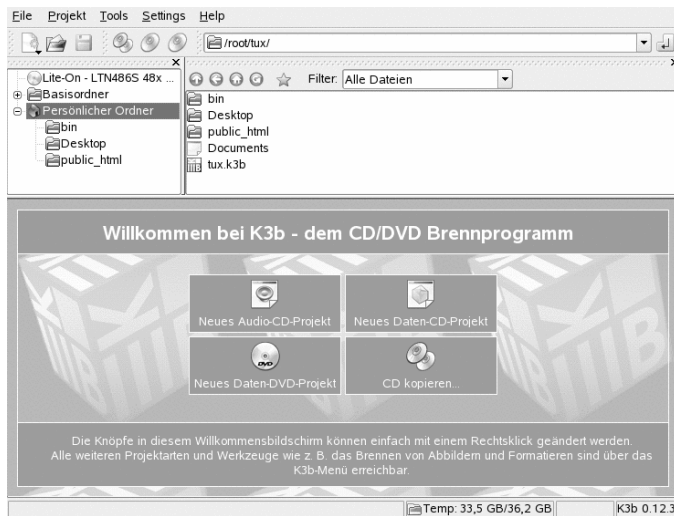 File Projekt Tools Settings Help
/root/tux/
Lite-On - LTN486S 48x ...
Basisordner
Persönlicher Ordner
bin
Desktop
public_html
Filter: Alle Dateien
bin
Desktop
public_html
Documents
tux.k3b
Willkommen bei K3b - dem CD/DVD Brennprogramm
Neues Audio-CD-Projekt
Neues Daten-CD-Projekt
DVD
Neues Daten-DVD-Projekt
CD kopieren...
Die Knöpfe in diesem Willkommensbildschirm können einfach mit einem Rechtsklick geändert werden.
Alle weiteren Projektarten und Werkzeuge wie z. B. das Brennen von Abbildern und Formatieren sind über das
K3b-Menü erreichbar.
Temp: 33,5 GB/36,2 GB
K3b 0.12.3